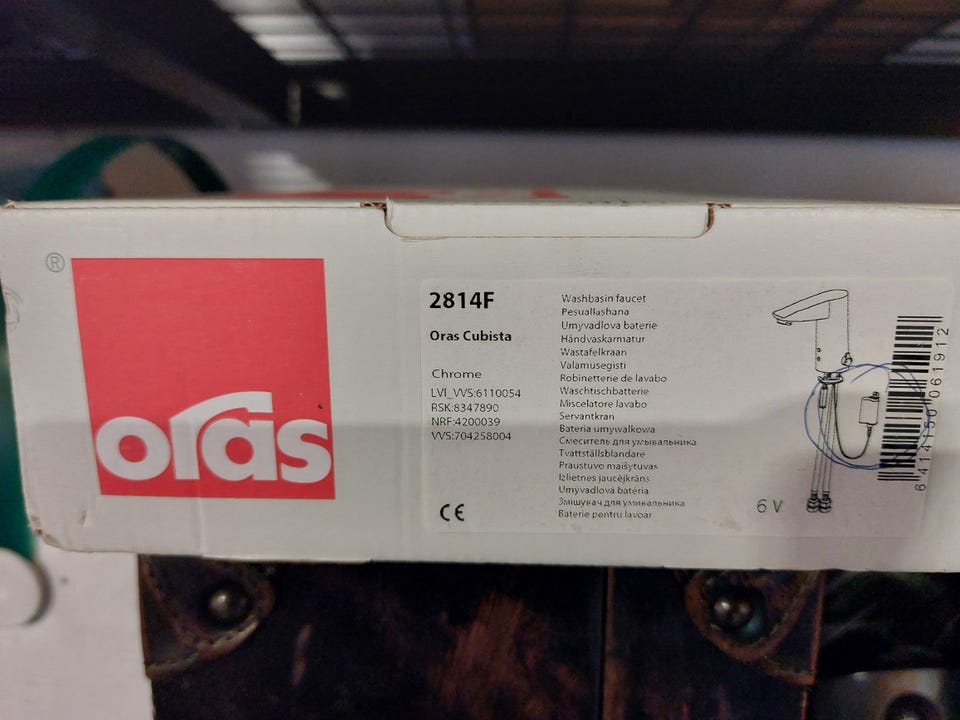 ®
oras
2814F
Oras Cubista
Chrome
LVI_VVS:6110054
RSK:8347890
NRF:4200039
VVS:704258004
CE
Washbasin faucet
Pesuallashana
Umyvadlová baterie
Håndvaskarmatur
Wastafelkraan
Valamusegisti
Robinetterie de lavabo
Waschtischbatterie
Miscelatore lavabo
Servantkran
Bateria umywalkowa
Смеситель для умывальника
Tvättställsblandare
Praustuvo maišytuvas
Izlietnes jaucējkrāns
Umývadlová batéria
Змішувач для умивальника
Baterie pentru lavoar
6 V
6414150061912